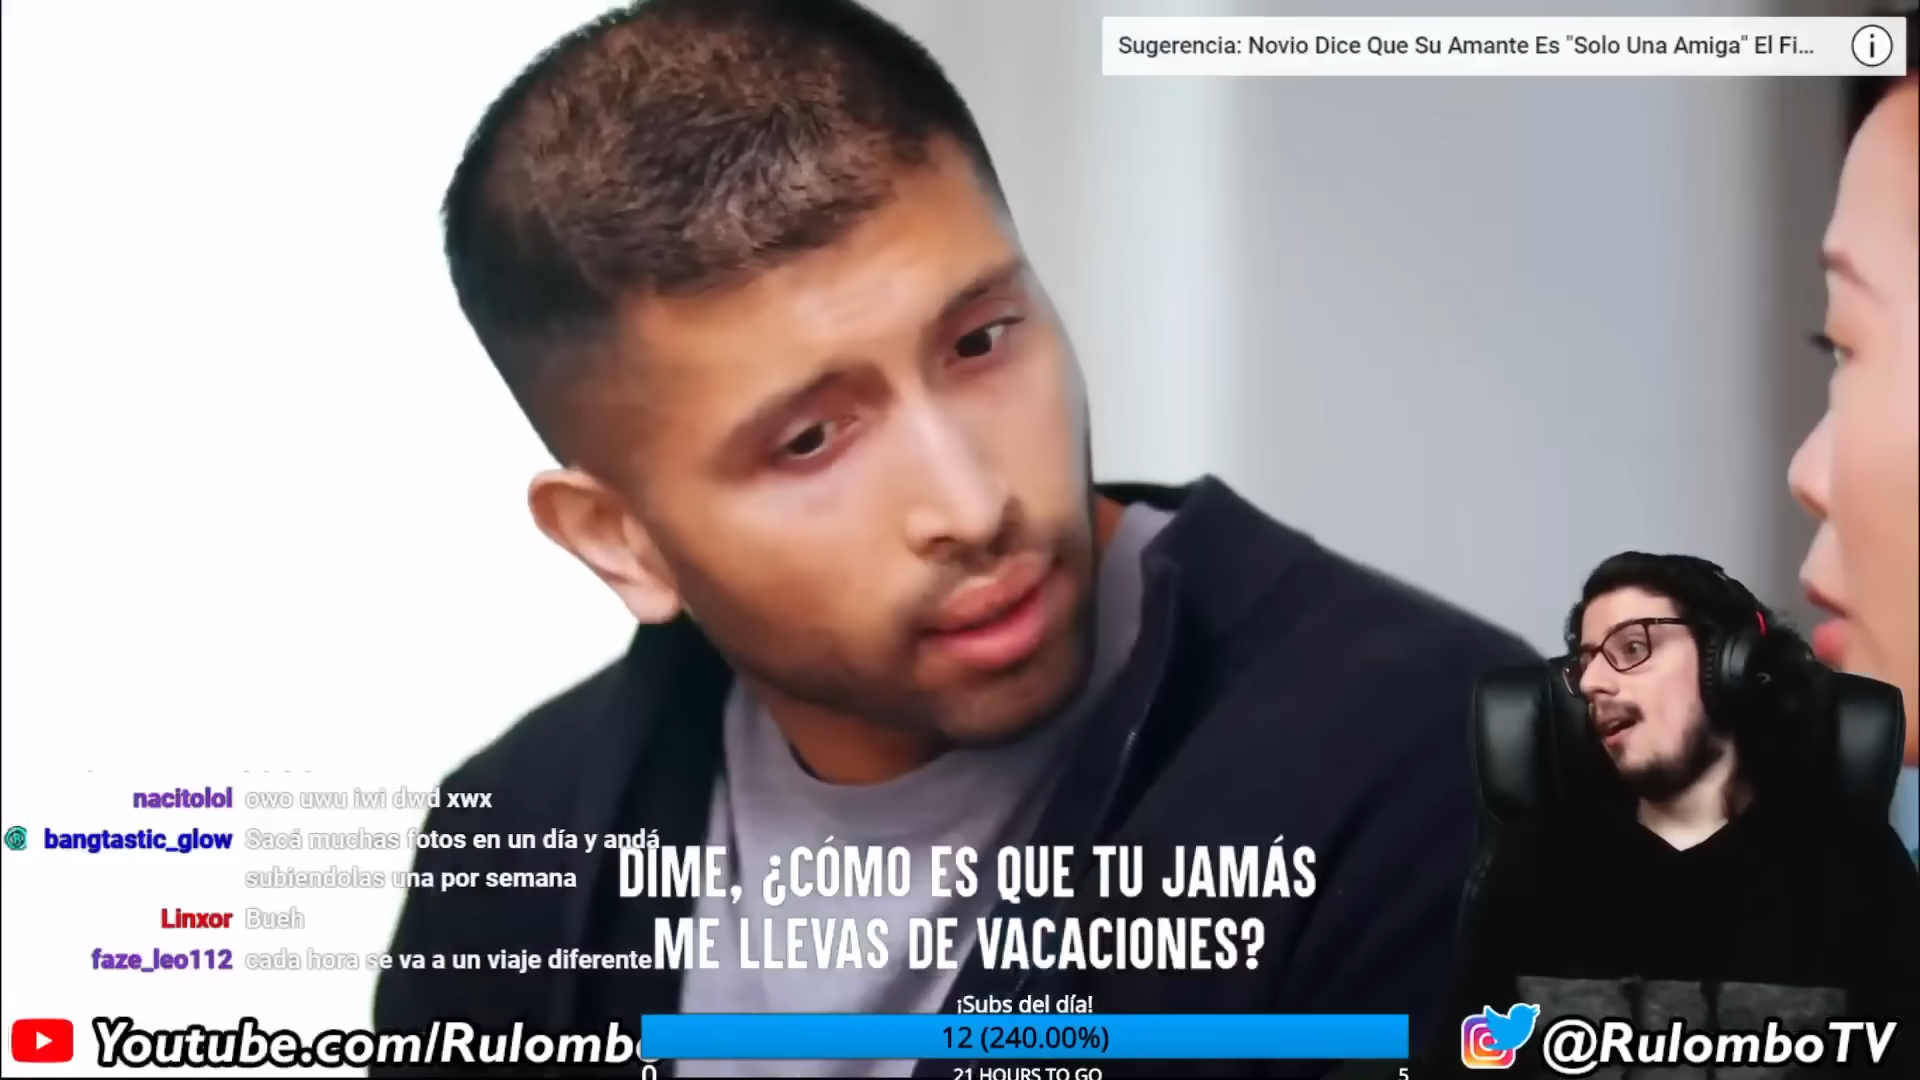 Sugerencia: Novio Dice Que Su Amante Es "Solo Una Amiga" El Fi...
nacitolol owo uwu iwi dwd xwx
bangtastic_glow Sacá muchas fotos en un día y andá
subiendolas una por semana
Linxor Bueh
faze_leo112 cada hora se va a un viaje diferente
DIME, ¿CÓMO ES QUE TU JAMÁS
ME LLEVAS DE VACACIONES?
¡Subs del día!
12 (240.00%)
0 21 HOURS TO GO 5
Youtube.com/Rulombo
@RulomboTV